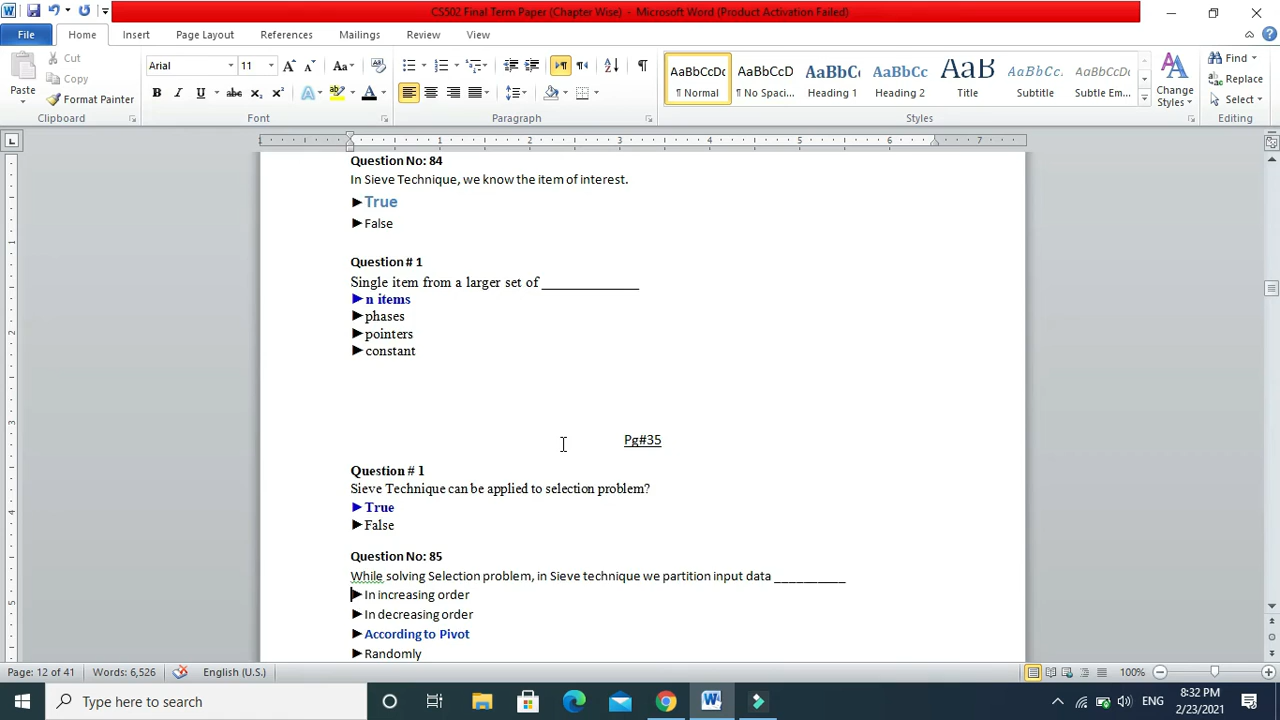 CS502 Final Term Paper (Chapter Wise) - Microsoft Word (Product Activation Failed)
File Home Insert Page Layout References Mailings Review View
Cut
Copy
Paste
Format Painter
Clipboard
Arial 11
Font
Paragraph
AaBbCcDc AaBbCcD AaBbCc AaBbCc AaB AaBbCc. AaBbCcDc
¶ Normal ¶ No Spaci... Heading 1 Heading 2 Title Subtitle Subtle Em...
Change Styles
Styles
Find
Replace
Select
Editing
Question No: 84
In Sieve Technique, we know the item of interest.
►True
►False
Question # 1
Single item from a larger set of ______________
►n items
►phases
►pointers
►constant
Pg#35
Question # 1
Sieve Technique can be applied to selection problem?
►True
►False
Question No: 85
While solving Selection problem, in Sieve technique we partition input data __________
►In increasing order
►In decreasing order
►According to Pivot
►Randomly
Page: 12 of 41 Words: 6,526 English (U.S.) 100%
Type here to search
ENG
8:32 PM
2/23/2021